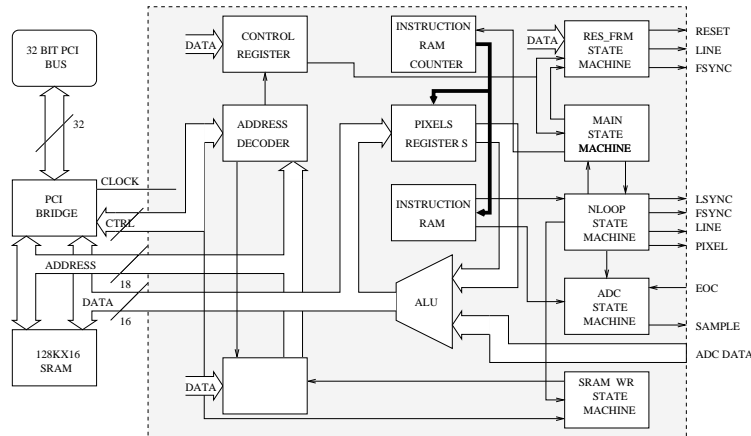 32 BIT PCI
BUS
32
PCI
BRIDGE
CLOCK
CTRL
ADDRESS
18
DATA
16
128KX16
SRAM
DATA
CONTROL
REGISTER
ADDRESS
DECODER
DATA
INSTRUCTION
RAM
COUNTER
PIXELS
REGISTER S
INSTRUCTION
RAM
ALU
DATA
RES_FRM
STATE
MACHINE
MAIN
STATE
MACHINE
NLOOP
STATE
MACHINE
ADC
STATE
MACHINE
SRAM WR
STATE
MACHINE
RESET
LINE
FSYNC
LSYNC
FSYNC
LINE
PIXEL
EOC
SAMPLE
ADC DATA